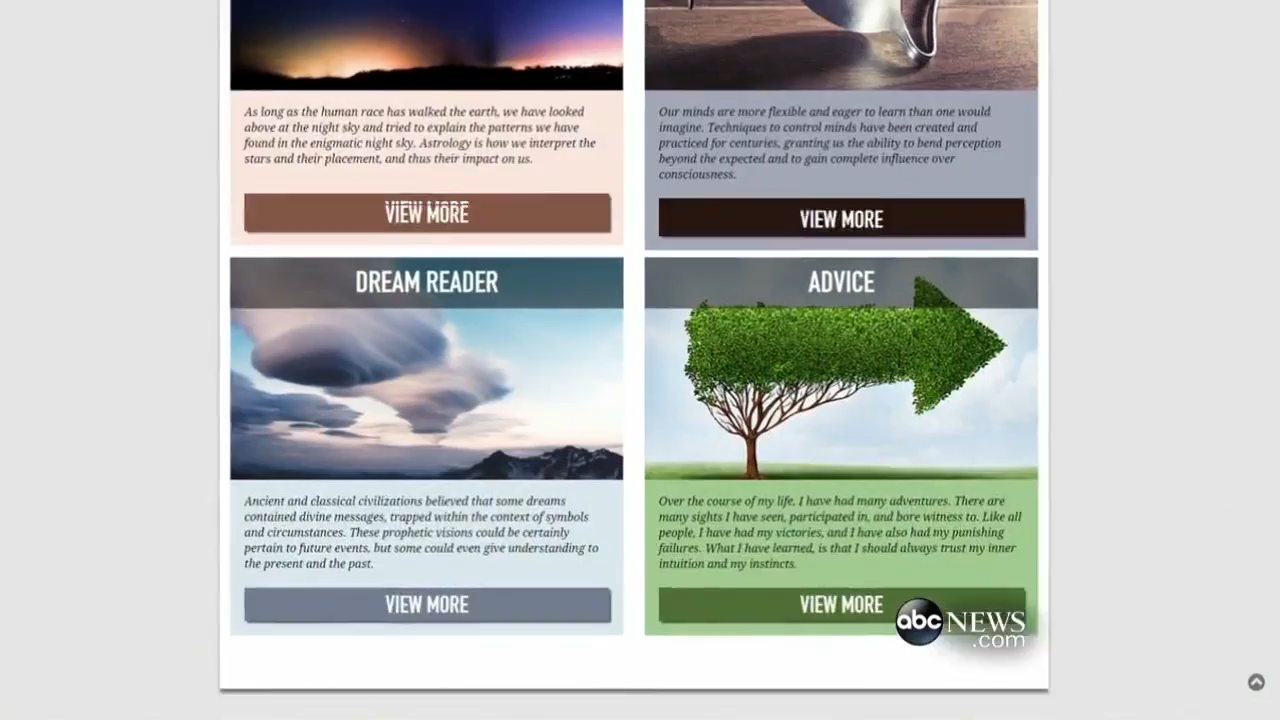 As long as the human race has walked the earth, we have looked
above at the night sky and tried to explain the patterns we have
found in the enigmatic night sky. Astrology is how we interpret the
stars and their placement, and thus their impact on us.
VIEW MORE
Our minds are more flexible and eager to learn than one would
imagine. Techniques to control minds have been created and
practiced for centuries, granting us the ability to bend perception
beyond the expected and to gain complete influence over
consciousness.
VIEW MORE
DREAM READER
Ancient and classical civilizations believed that some dreams
contained divine messages, trapped within the context of symbols
and circumstances. These prophetic visions could be certainly
pertain to future events, but some could even give understanding to
the present and the past.
VIEW MORE
ADVICE
Over the course of my life, I have had many adventures. There are
many sights I have seen, participated in, and bore witness to. Like all
people, I have had my victories, and I have also had my punishing
failures. What I have learned, is that I should always trust my inner
intuition and my instincts.
VIEW MORE
abc NEWS
.com